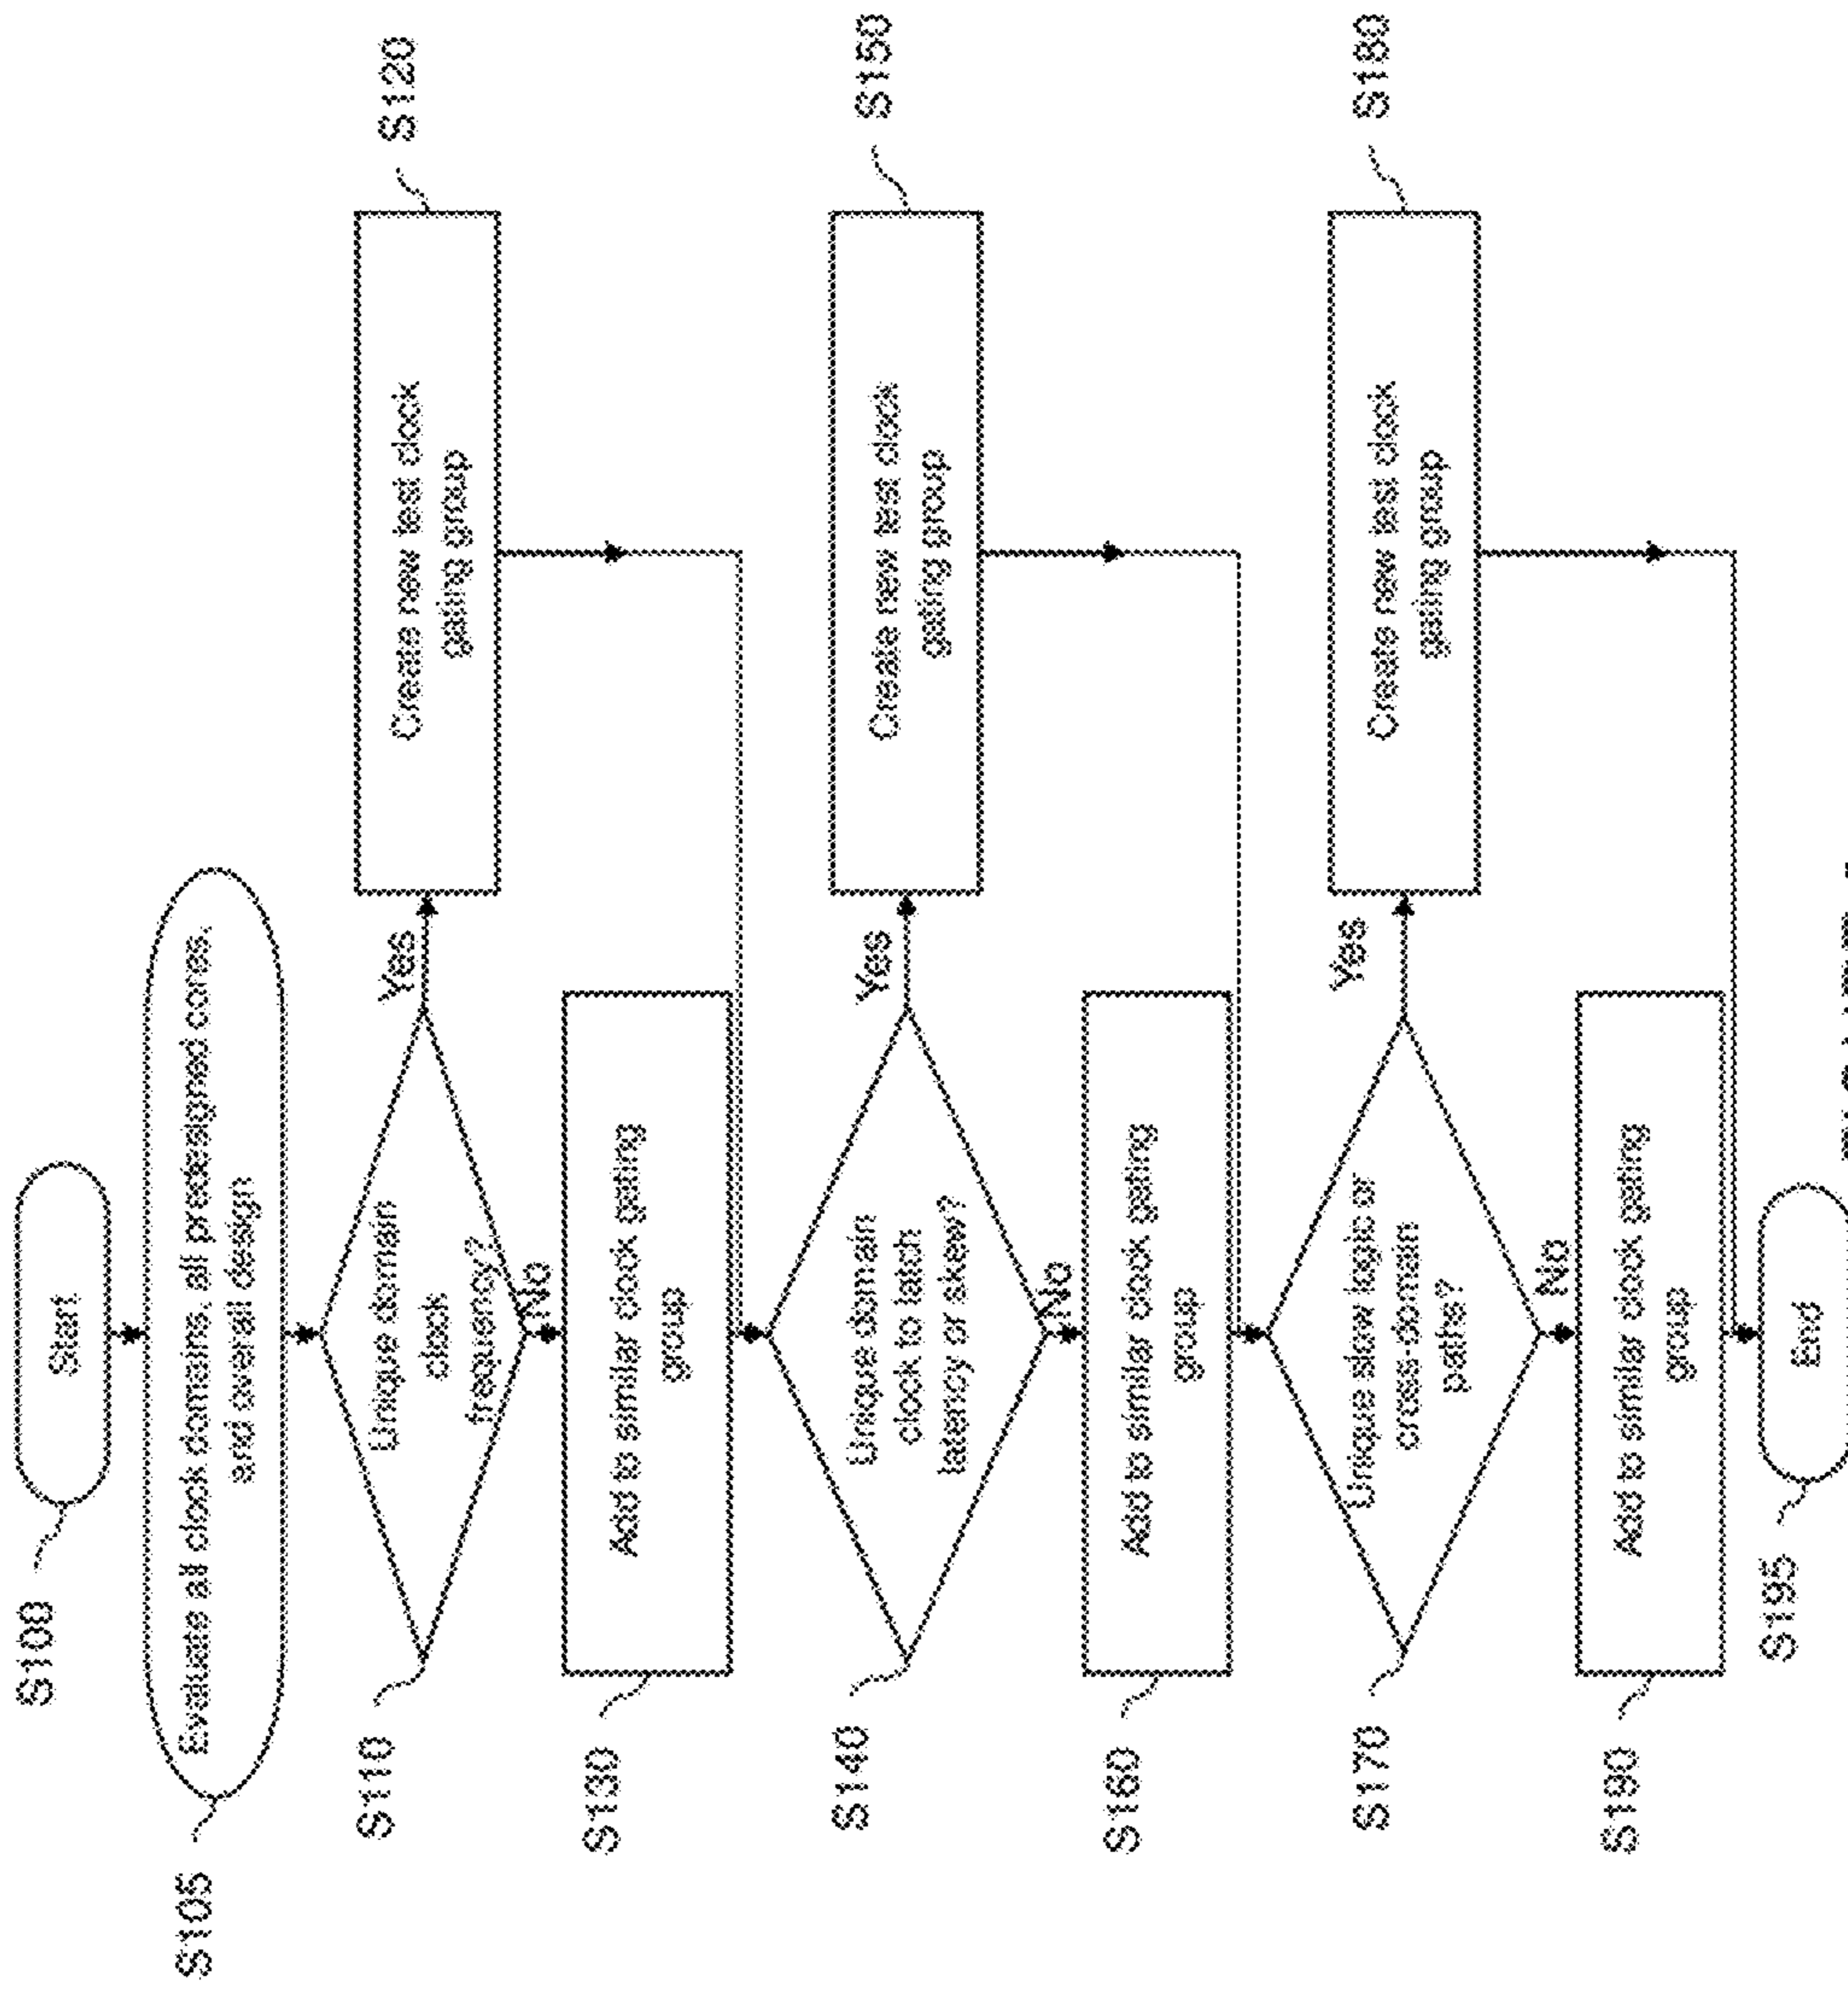 S100
Start
S105
Evaluate all clock domains, all predesigned cores,
and overall design
S110
Unique domain
clock
frequency?
Yes
S120
Create new test clock
gating group
No
S130
Add to similar clock gating
group
S140
Unique domain
clock to latch
latency or skew?
Yes
S150
Create new test clock
gating group
No
S160
Add to similar clock gating
group
S170
Unique slow logic or
cross-domain
paths?
Yes
S180
Create new test clock
gating group
No
S190
Add to similar clock gating
group
S195
End